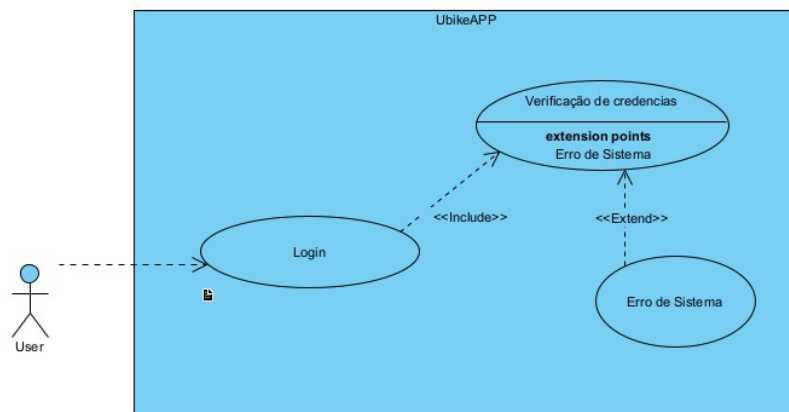 UbikeAPP
Verificação de credencias
extension points
Erro de Sistema
<<Include>>
<<Extend>>
Login
Erro de Sistema
User